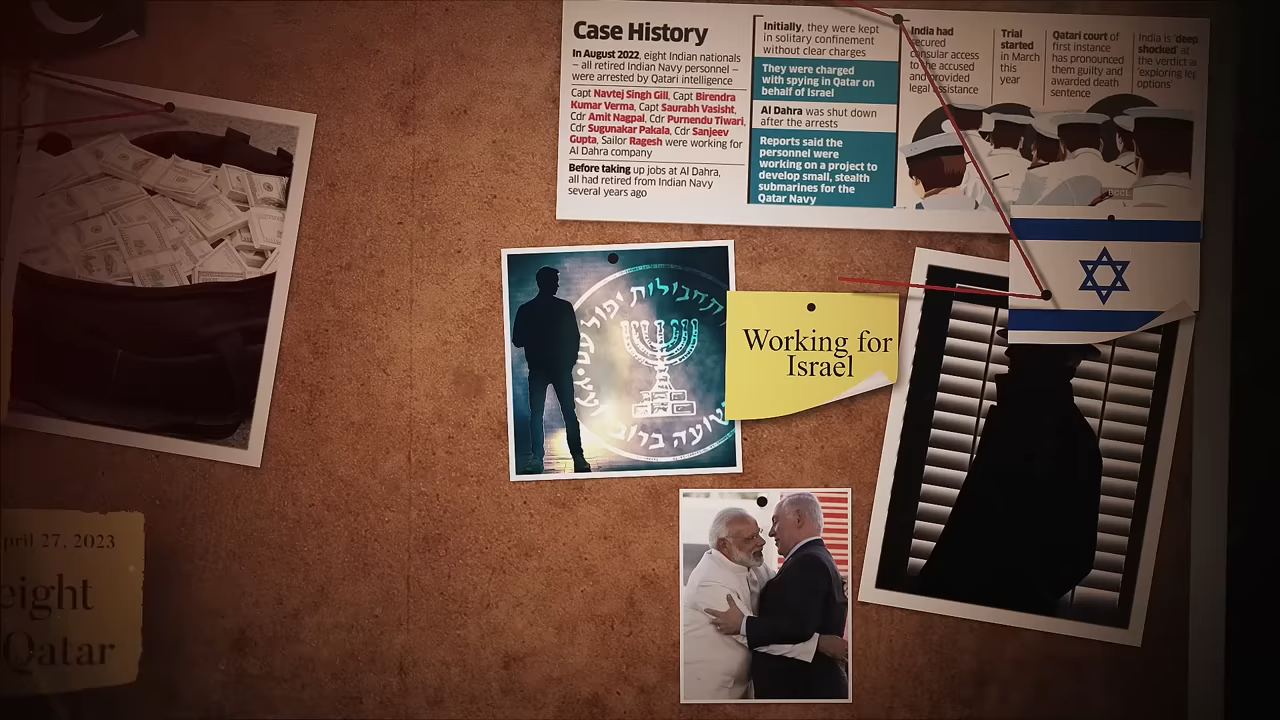 Case History
In August 2022, eight Indian nationals
– all retired Indian Navy personnel –
were arrested by Qatari intelligence
Capt Navtej Singh Gill, Capt Birendra
Kumar Verma, Capt Saurabh Vasisht,
Cdr Amit Nagpal, Cdr Purnendu Tiwari,
Cdr Sugunakar Pakala, Cdr Sanjeev
Gupta, Sailor Ragesh were working for
Al Dahra company
Before taking up jobs at Al Dahra,
all had retired from Indian Navy
several years ago
Initially, they were kept
in solitary confinement
without clear charges
They were charged
with spying in Qatar on
behalf of Israel
Al Dahra was shut down
after the arrests
Reports said the
personnel were
working on a project to
develop small, stealth
submarines for the
Qatar Navy
India had
secured
consular access
to the accused
and provided
legal assistance
Trial
started
in March
this
year
Qatari court of
first instance
has pronounced
them guilty and
awarded death
sentence
India is 'deep
shocked' at
the verdict a
'exploring leg
options'
BCCL
תחבולות יפול עם
תשועה ברוב
Working for
Israel
pril 27, 2023
eight
Qatar